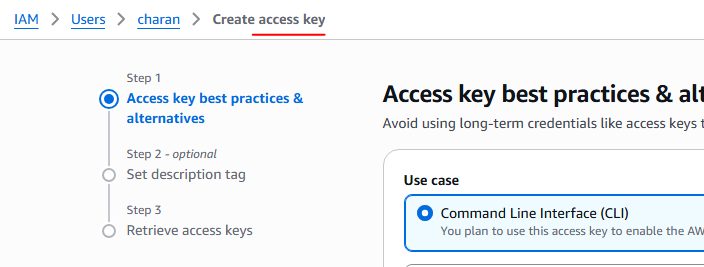 IAM > Users > charan > Create access key
Step 1
Access key best practices &
alternatives
Step 2 - optional
Set description tag
Step 3
Retrieve access keys
Access key best practices &
Avoid using long-term credentials like access keys
Use case
Command Line Interface (CLI)
You plan to use this access key to enable the